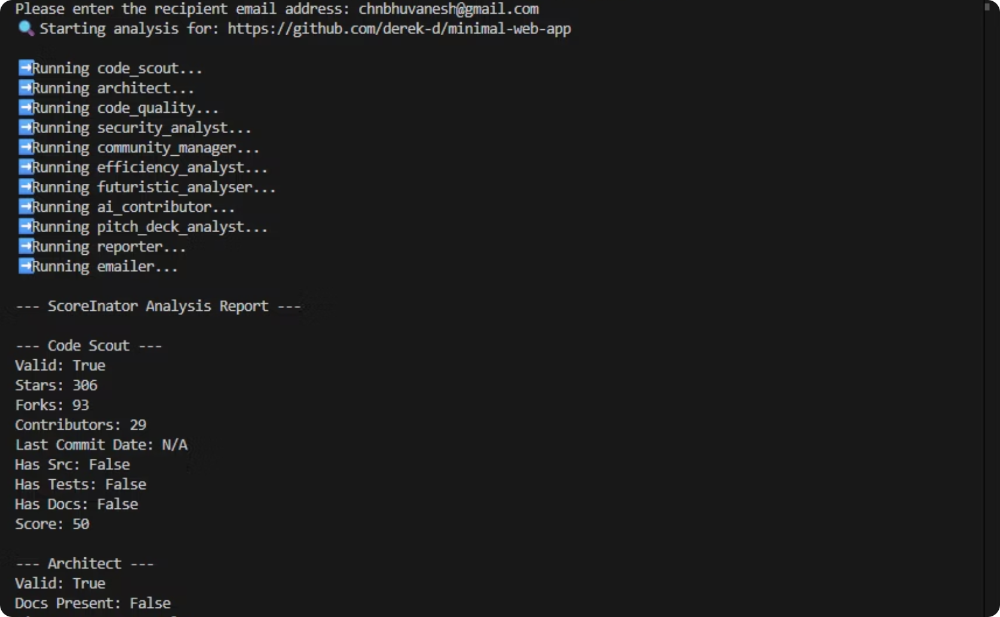 Please enter the recipient email address: chnbhuvanesh@gmail.com
🔍 Starting analysis for: https://github.com/derek-d/minimal-web-app
➡️Running code_scout...
➡️Running architect...
➡️Running code_quality...
➡️Running security_analyst...
➡️Running community_manager...
➡️Running efficiency_analyst...
➡️Running futuristic_analyser...
➡️Running ai_contributor...
➡️Running pitch_deck_analyst...
➡️Running reporter...
➡️Running emailer...
--- ScoreInator Analysis Report ---
--- Code Scout ---
Valid: True
Stars: 306
Forks: 93
Contributors: 29
Last Commit Date: N/A
Has Src: False
Has Tests: False
Has Docs: False
Score: 50
--- Architect ---
Valid: True
Docs Present: False